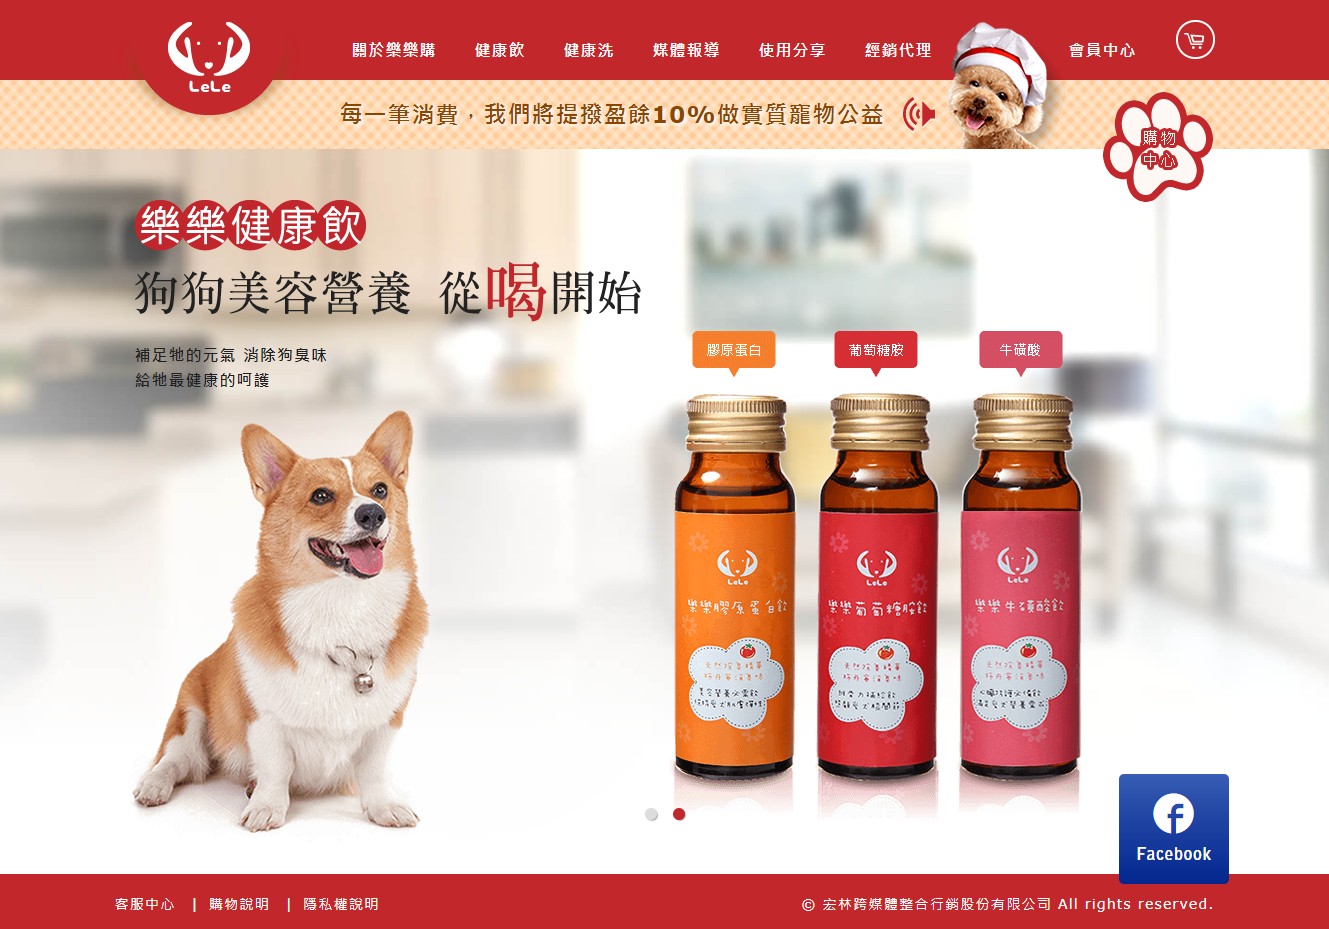 LeLe
關於樂樂購 健康飲 健康洗 媒體報導 使用分享 經銷代理 會員中心
每一筆消費，我們將提撥盈餘10%做實質寵物公益
購物
中心
樂樂健康飲
狗狗美容營養 從喝開始
補足牠的元氣 消除狗臭味
給牠最健康的呵護
膠原蛋白 葡萄糖胺 牛磺酸
LeLe LeLe LeLe
樂樂膠原蛋白飲 樂樂葡萄糖胺飲 樂樂牛磺酸飲
Facebook
客服中心 | 購物說明 | 隱私權說明
© 宏林跨媒體整合行銷股份有限公司 All rights reserved.